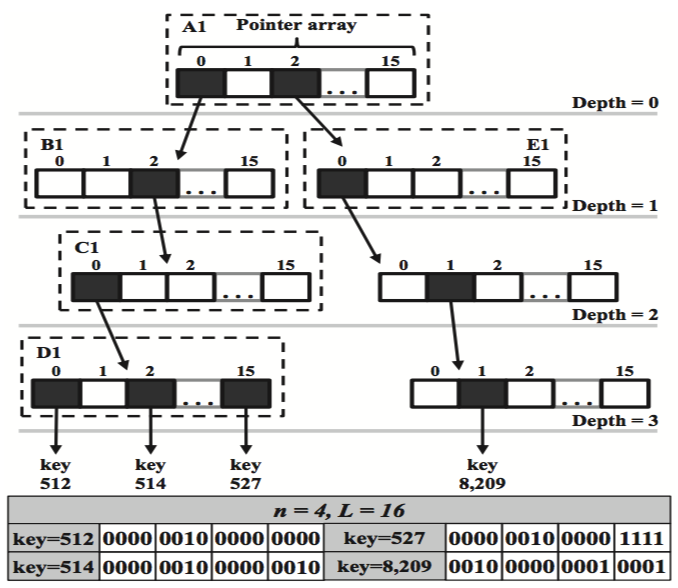 A1 Pointer array
0 1 2 15
...
Depth = 0
B1 E1
0 1 2 15 0 1 2 15
... ...
Depth = 1
C1
0 1 2 15 0 1 2 15
... ...
Depth = 2
D1
0 1 2 15 0 1 2 15
... ...
Depth = 3
key key key key
512 514 527 8,209
n = 4, L = 16
key=512 0000 0010 0000 0000 key=527 0000 0010 0000 1111
key=514 0000 0010 0000 0010 key=8,209 0010 0000 0001 0001